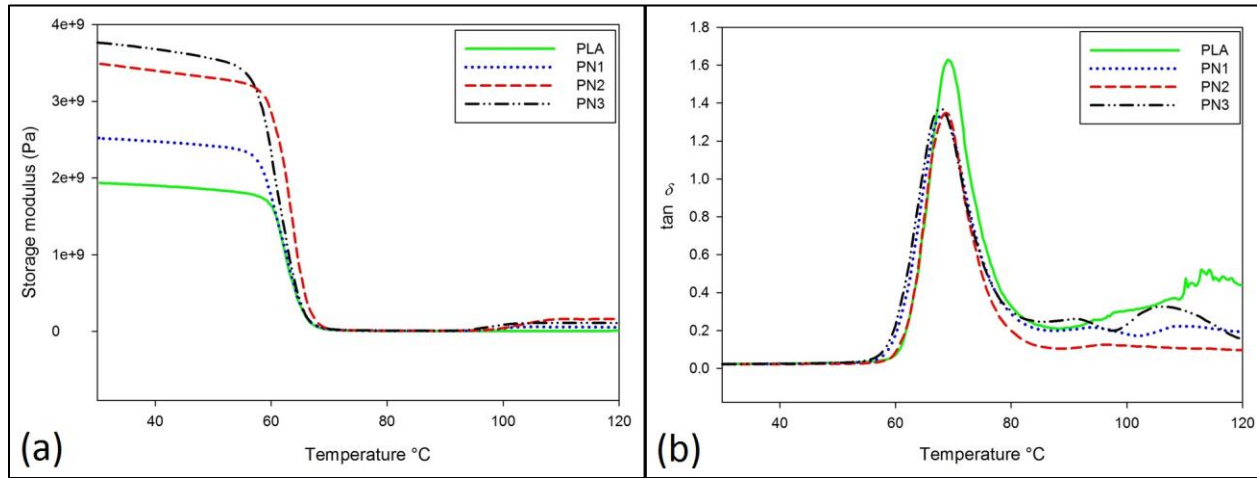 4e+9
3e+9
2e+9
1e+9
0
Storage modulus (Pa)
PLA
PN1
PN2
PN3
40
60
80
100
120
Temperature °C
(a)
1.8
1.6
1.4
1.2
1.0
0.8
0.6
0.4
0.2
0.0
tan δ
PLA
PN1
PN2
PN3
40
60
80
100
120
Temperature °C
(b)